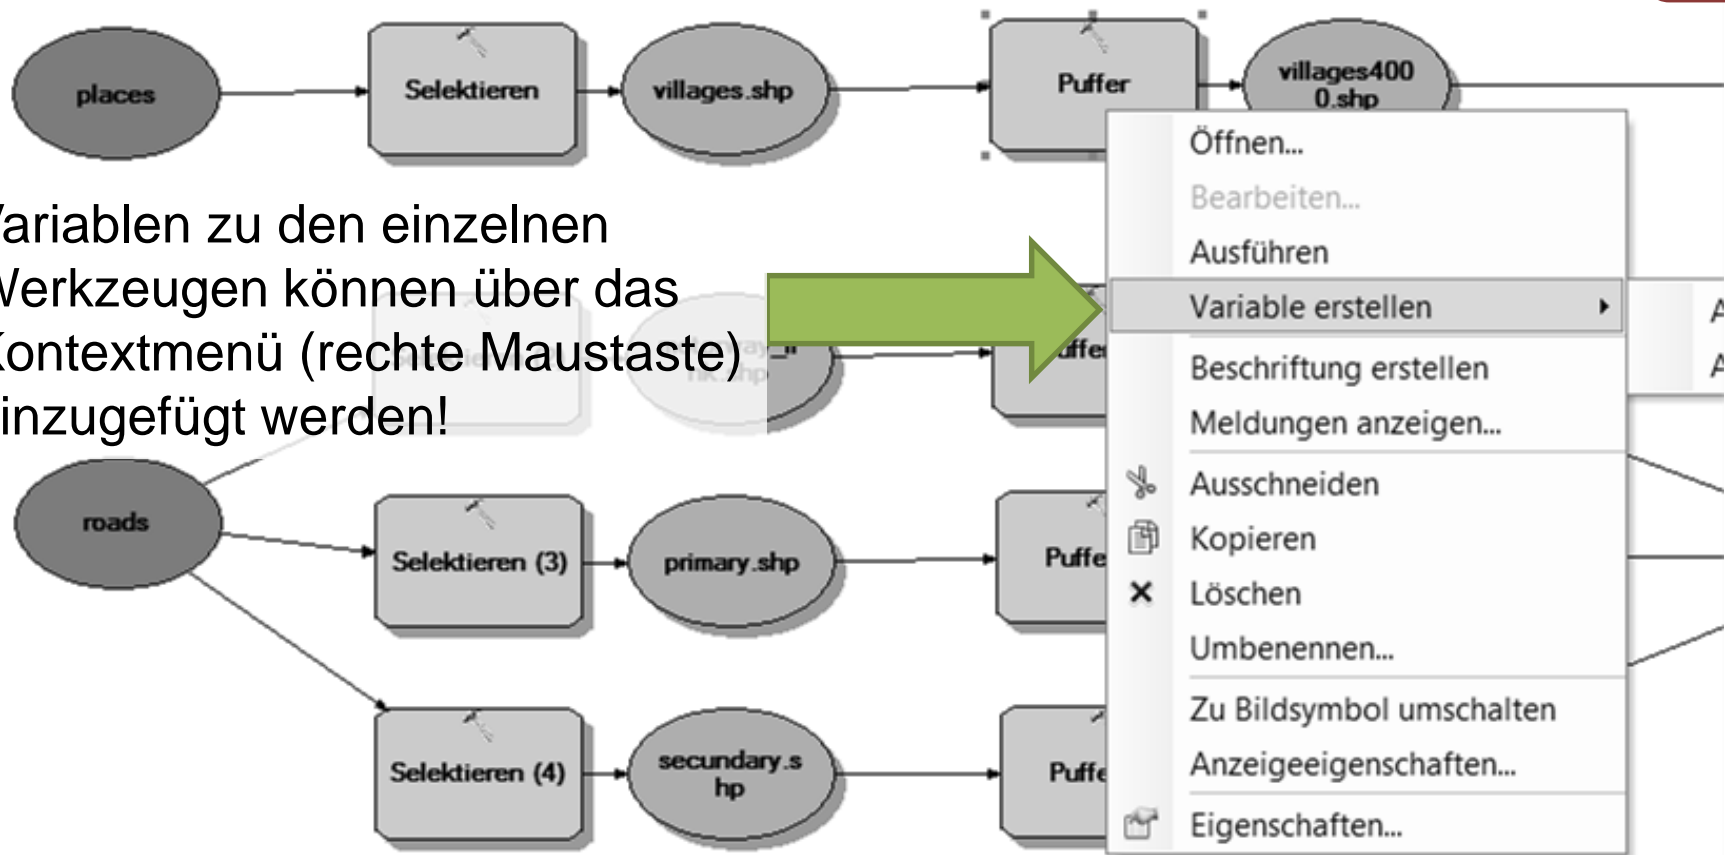 places
Selektieren
villages.shp
Puffer
villages400
0.shp
ariablen zu den einzelnen
Werkzeugen können über das
Kontextmenü (rechte Maustaste)
inzugefügt werden!
roads
Selektieren (3)
primary.shp
Puffe
Selektieren (4)
secundary.s
hp
Puffe
Öffnen...
Bearbeiten...
Ausführen
Variable erstellen
Beschriftung erstellen
Meldungen anzeigen...
Ausschneiden
Kopieren
Löschen
Umbenennen...
Zu Bildsymbol umschalten
Anzeigeeigenschaften...
Eigenschaften...
A
A